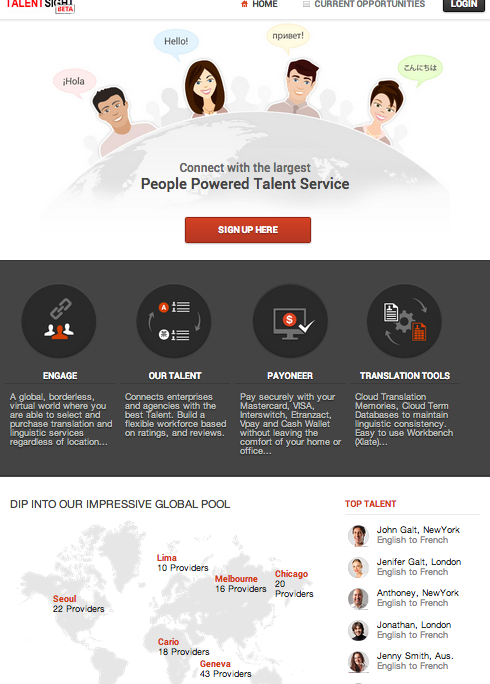 TALENTSIGHT
BETA
HOME
CURRENT OPPORTUNITIES
LOGIN
¡Hola
Hello!
привет!
こんにちは
Connect with the largest
People Powered Talent Service
SIGN UP HERE
ENGAGE
A global, borderless,
virtual world where you
are able to select and
purchase translation and
linguistic services
regardless of location...
OUR TALENT
Connects enterprises
and agencies with the
best Talent. Build a
flexible workforce based
on ratings, and reviews.
PAYONEER
Pay securely with your
Mastercard, VISA,
Interswitch, Etranzact,
Vpay and Cash Wallet
without leaving the
comfort of your home or
office...
TRANSLATION TOOLS
Cloud Translation
Memories, Cloud Term
Databases to maintain
linguistic consistency.
Easy to use Workbench
(Xlate)...
DIP INTO OUR IMPRESSIVE GLOBAL POOL
Lima
10 Providers
Melbourne
16 Providers
Chicago
20
Providers
Seoul
22 Providers
Cario
18 Providers
Geneva
43 Providers
TOP TALENT
John Galt, NewYork
English to French
Jenifer Galt, London
English to French
Anthoney, NewYork
English to French
Jonathan, London
English to French
Jenny Smith, Aus.
English to French